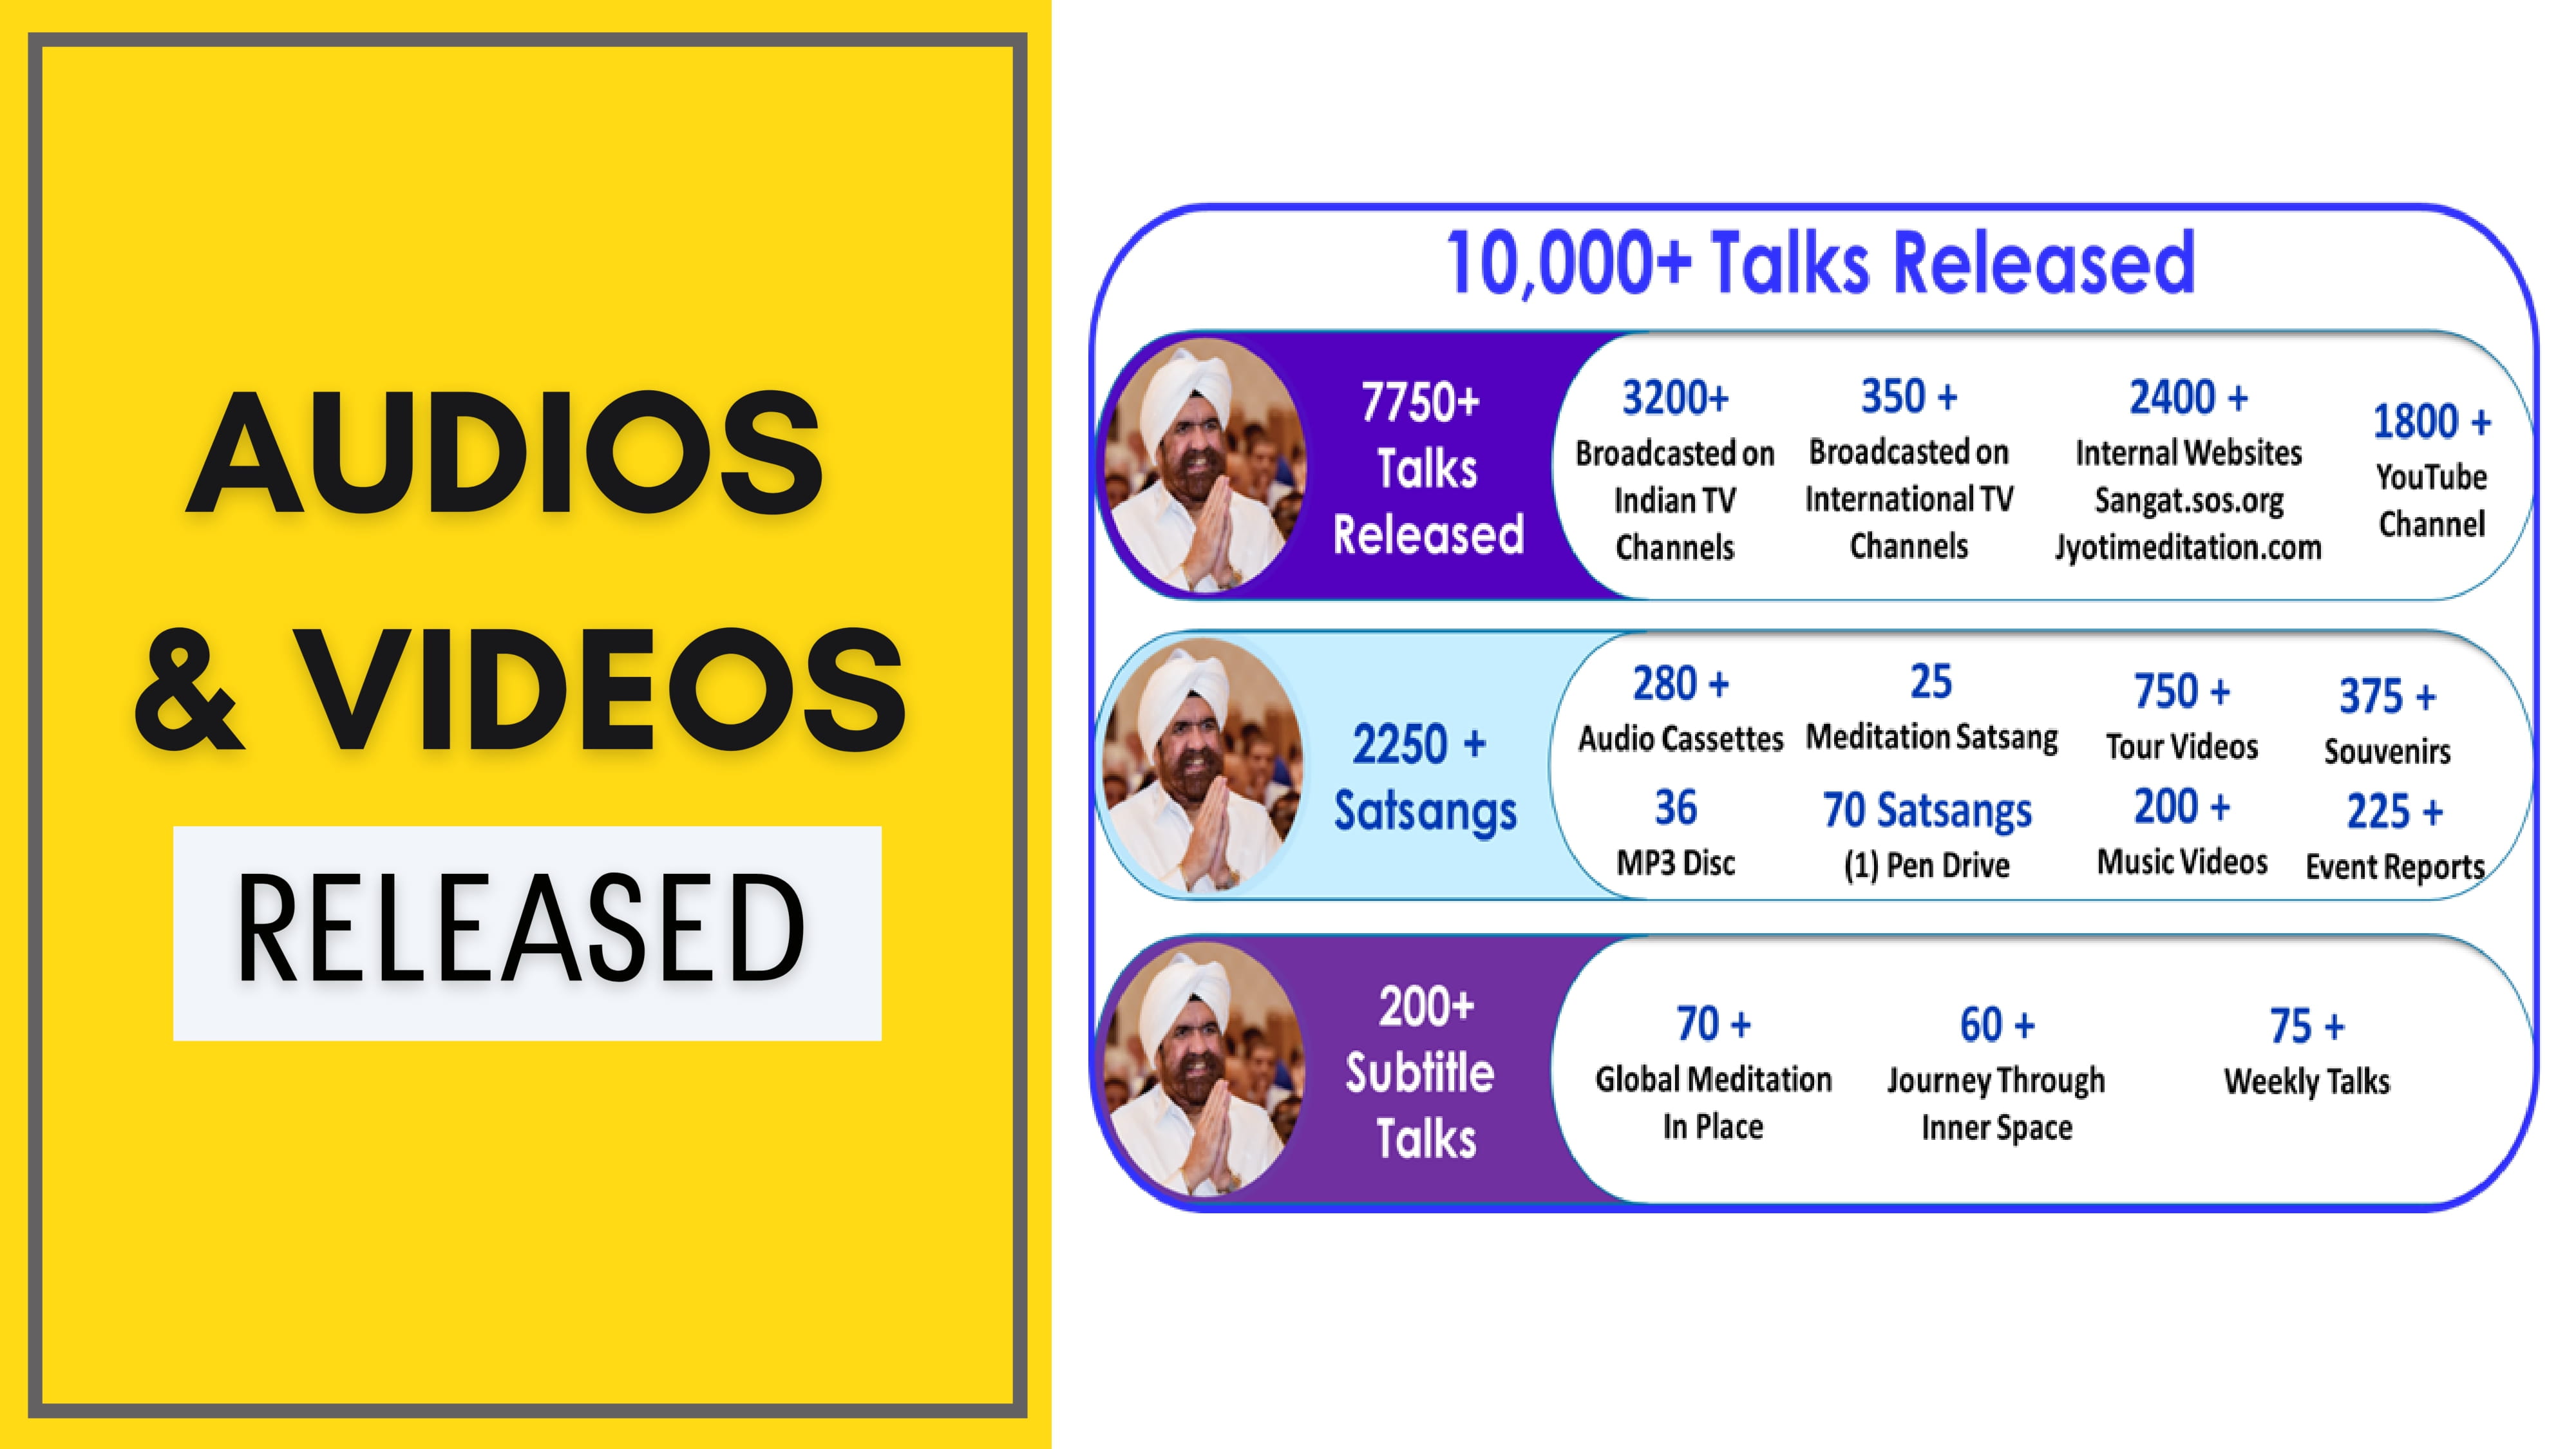 AUDIOS
& VIDEOS
RELEASED
10,000+ Talks Released
7750+
Talks
Released
3200+
Broadcasted on
Indian TV
Channels
350 +
Broadcasted on
International TV
Channels
2400 +
Internal Websites
Sangat.sos.org
Jyotimeditation.com
1800 +
YouTube
Channel
2250 +
Satsangs
280 +
Audio Cassettes
25
Meditation Satsang
750 +
Tour Videos
375 +
Souvenirs
36
MP3 Disc
70 Satsangs
(1) Pen Drive
200 +
Music Videos
225 +
Event Reports
200+
Subtitle
Talks
70 +
Global Meditation
In Place
60 +
Journey Through
Inner Space
75 +
Weekly Talks